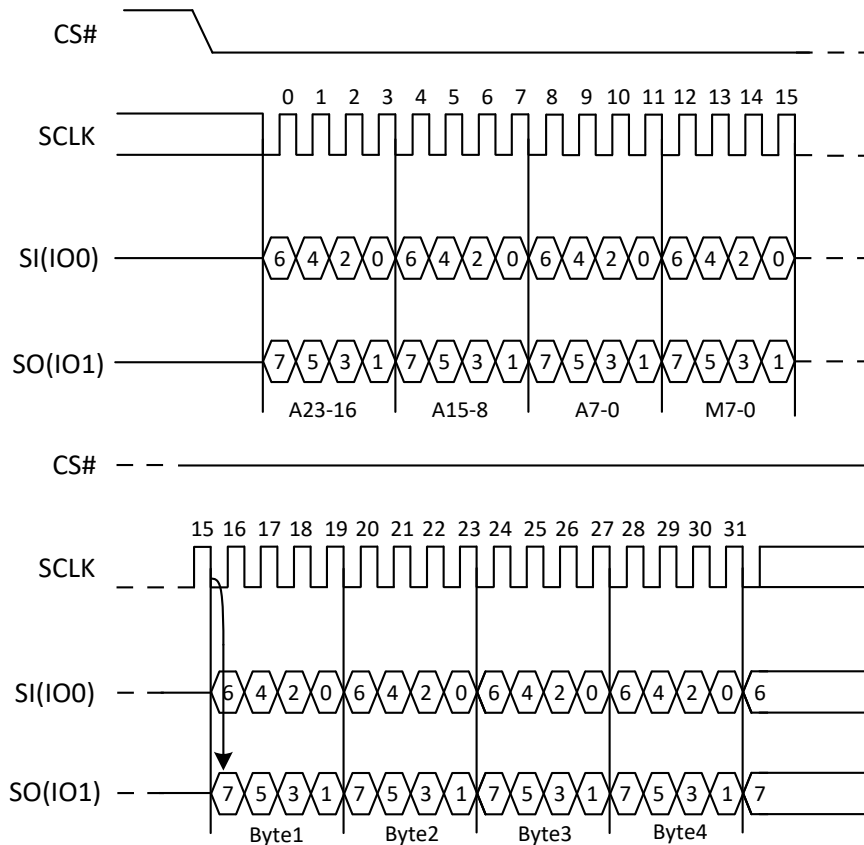 CS#
0 1 2 3 4 5 6 7 8 9 10 11 12 13 14 15
SCLK
SI(IO0) 6 4 2 0 6 4 2 0 6 4 2 0 6 4 2 0
SO(IO1) 7 5 3 1 7 5 3 1 7 5 3 1 7 5 3 1
A23-16 A15-8 A7-0 M7-0
CS#
15 16 17 18 19 20 21 22 23 24 25 26 27 28 29 30 31
SCLK
SI(IO0) 6 4 2 0 6 4 2 0 6 4 2 0 6 4 2 0 6
SO(IO1) 7 5 3 1 7 5 3 1 7 5 3 1 7 5 3 1 7
Byte1 Byte2 Byte3 Byte4